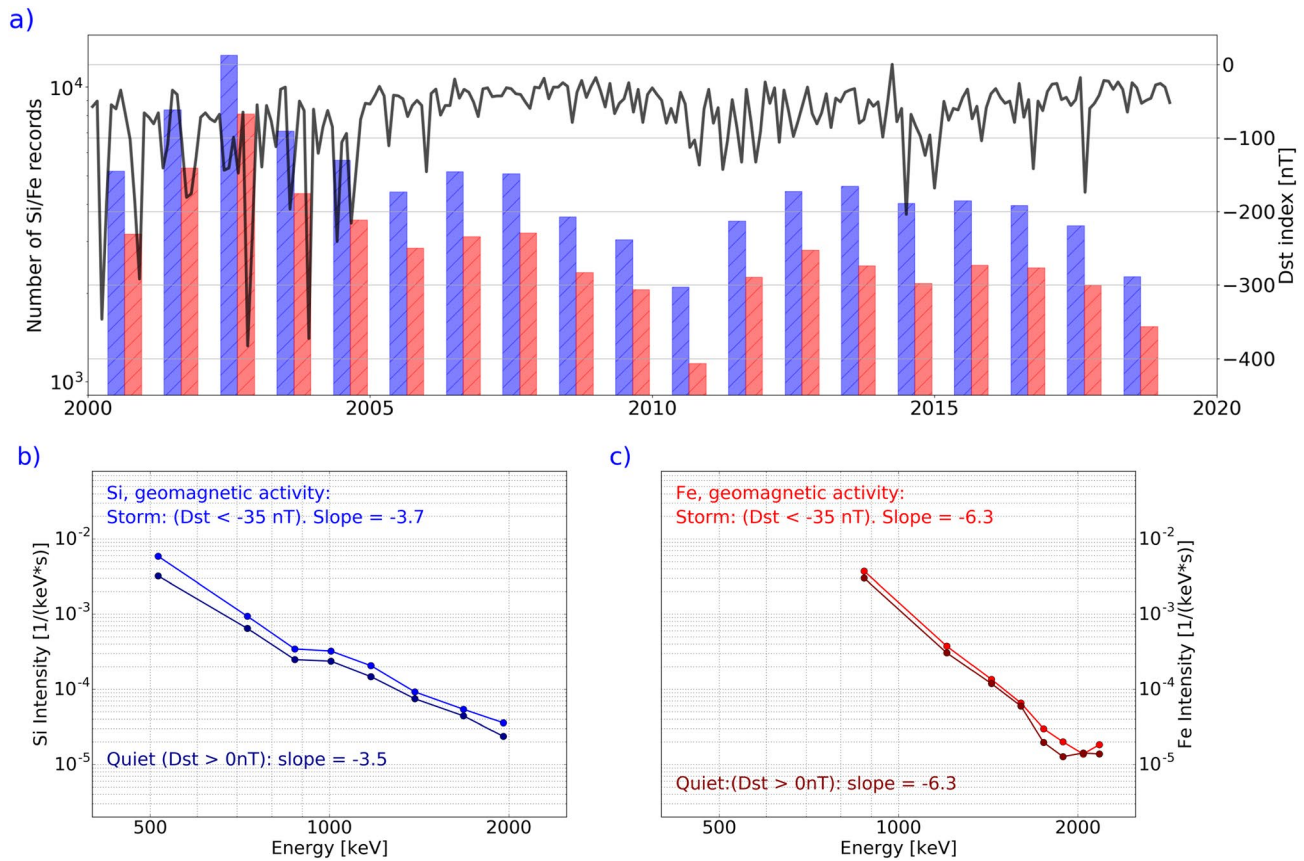 a)
Number of Si/Fe records
10^4
10^3
0
−100
−200
−300
−400
Dst index [nT]
2000
2005
2010
2015
2020
b)
Si, geomagnetic activity:
Storm: (Dst < -35 nT). Slope = -3.7
Quiet (Dst > 0nT): slope = -3.5
Si Intensity [1/(keV*s)]
10^-2
10^-3
10^-4
10^-5
500
1000
2000
Energy [keV]
c)
Fe, geomagnetic activity:
Storm: (Dst < -35 nT). Slope = -6.3
Quiet:(Dst > 0nT): slope = -6.3
10^-2
10^-3
10^-4
10^-5
Fe Intensity [1/(keV*s)]
500
1000
2000
Energy [keV]